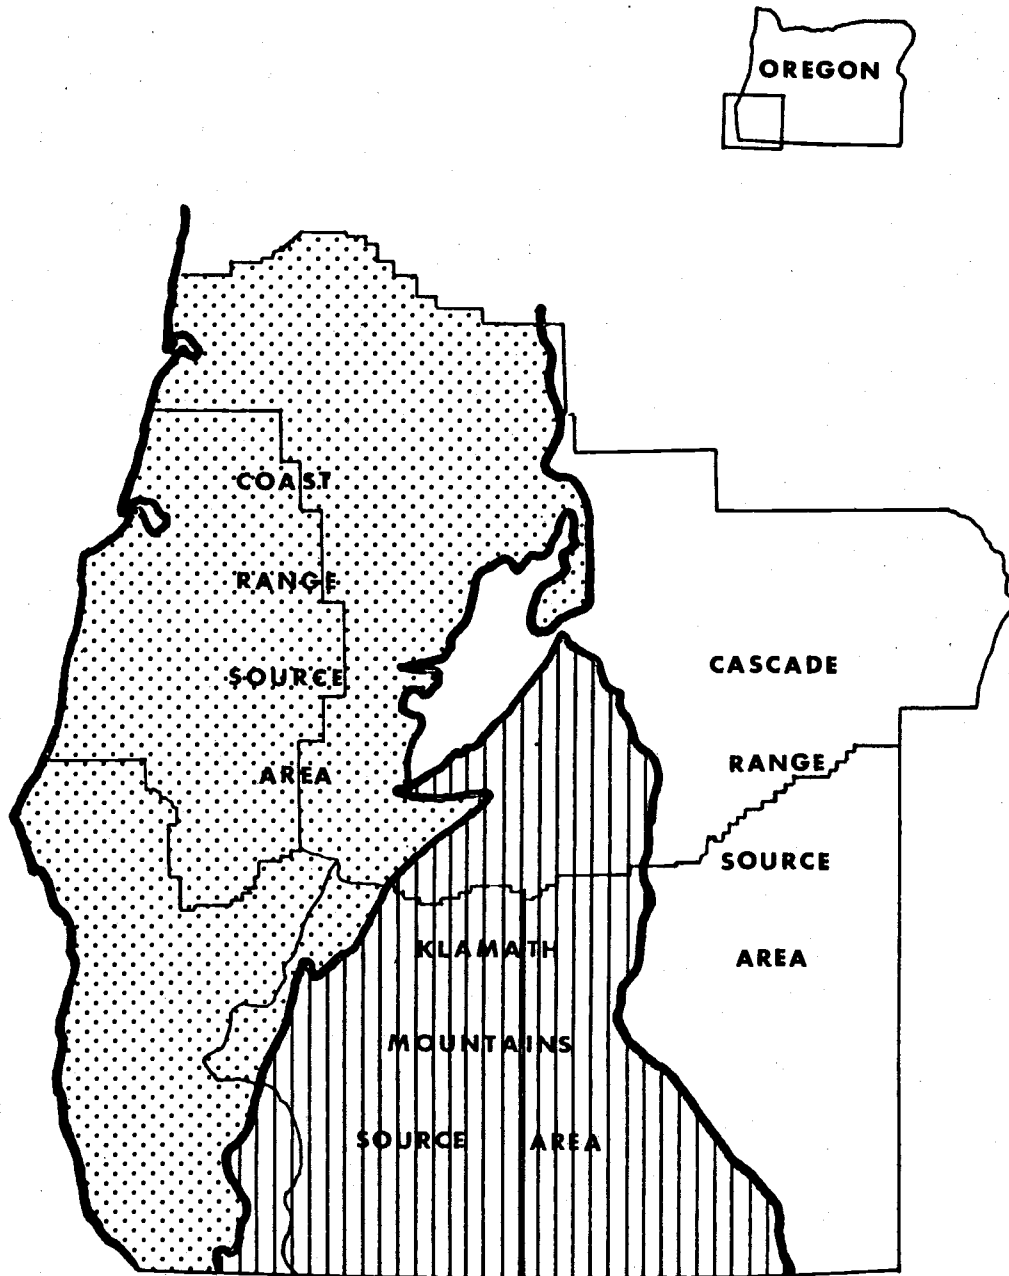 OREGON
COAST
RANGE
SOURCE
AREA
CASCADE
RANGE
SOURCE
AREA
KLAMATH
MOUNTAINS
SOURCE AREA